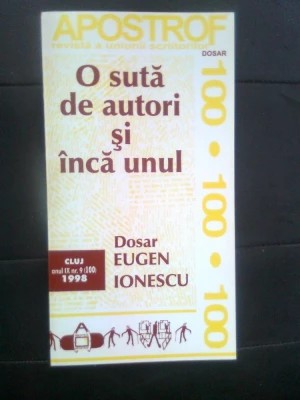 APOSTROF
revista a uniunii scriitorilor
DOSAR
O sută
de autori
şi
încă unul
100 • 100 • 100
Dosar
EUGEN
IONESCU
CLUJ
anul IX nr. 9 (100)
1998